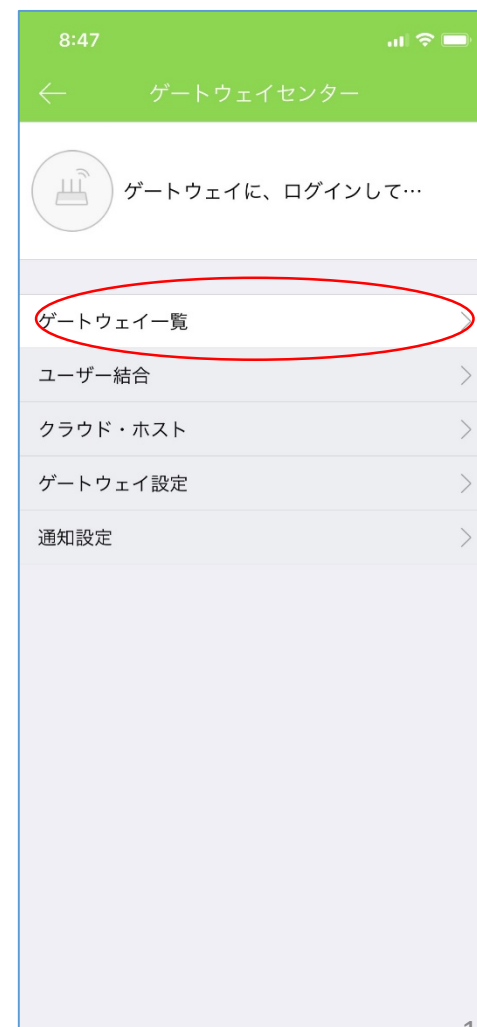 8:47
ゲートウェイセンター
ゲートウェイに、ログインして…
ゲートウェイ一覧
ユーザー結合
クラウド・ホスト
ゲートウェイ設定
通知設定